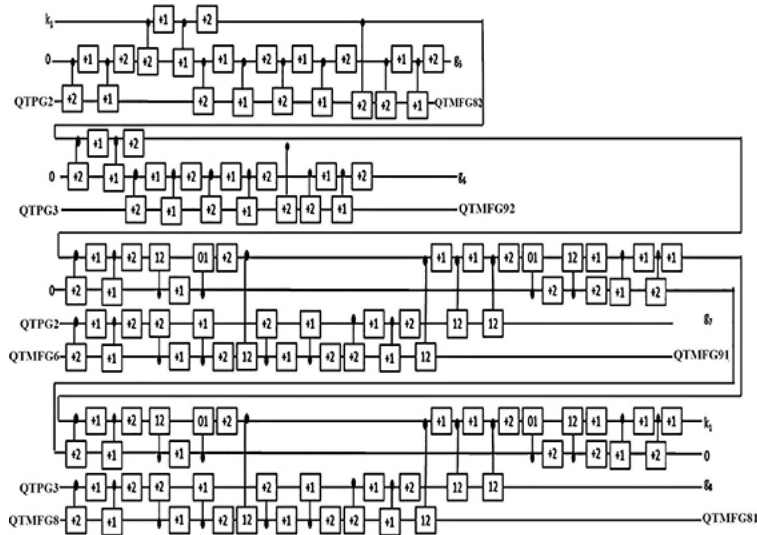 k₁ +1 +2
0 +1 +2 +2 +1 +1 +2 +1 +2 +1 +2 g₅
QTPG2 +2 +1 +2 +1 +2 +1 +2 +2 +1 QTMFG82
+1 +2
0 +2 +1 +1 +2 +1 +2 +1 +2 g₆
QTPG3 +2 +1 +2 +1 +2 +2 +1 QTMFG92
+1 +2 12 01 +2 +1 +1 +2 01 12 +1 +1 +1
0 +2 +1 +1 +2 +2 +1 +2
QTPG2 +1 +2 +2 +1 +2 +1 +1 +2 12 12 g₇
QTMFG6 +2 +1 +1 +2 12 +1 +2 +2 +1 12 QTMFG91
+1 +2 12 01 +2 +1 +1 +2 01 12 +1 +1 +1 k₁
+2 +1 +1 +2 +2 +1 +2 0
QTPG3 +1 +2 +2 +1 +2 +1 +1 +2 12 12 g₈
QTMFG8 +2 +1 +1 +2 12 +1 +2 +2 +1 12 QTMFG81